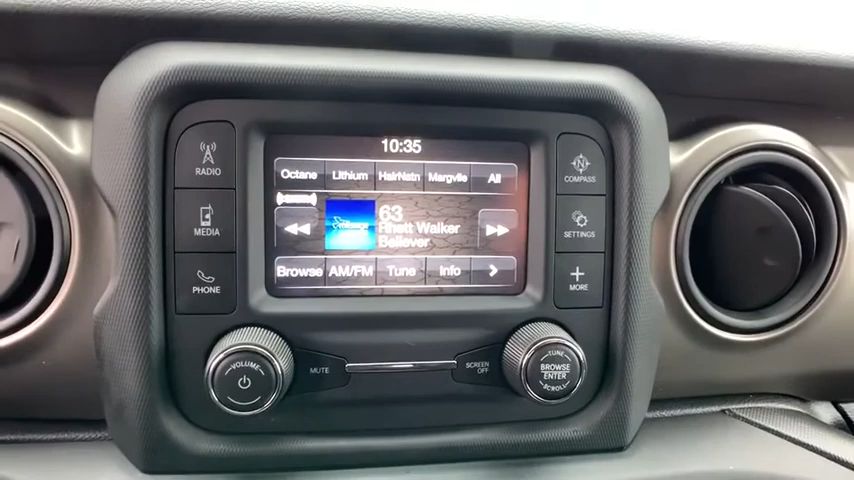 10:35
RADIO
Octane Lithium HairNatn Margvlle All
COMPASS
MEDIA
63
Rhett Walker
Believer
SETTINGS
PHONE
Browse AM/FM Tune Info
MORE
VOLUME
MUTE
SCREEN
OFF
TUNE
BROWSE
ENTER
SCROLL